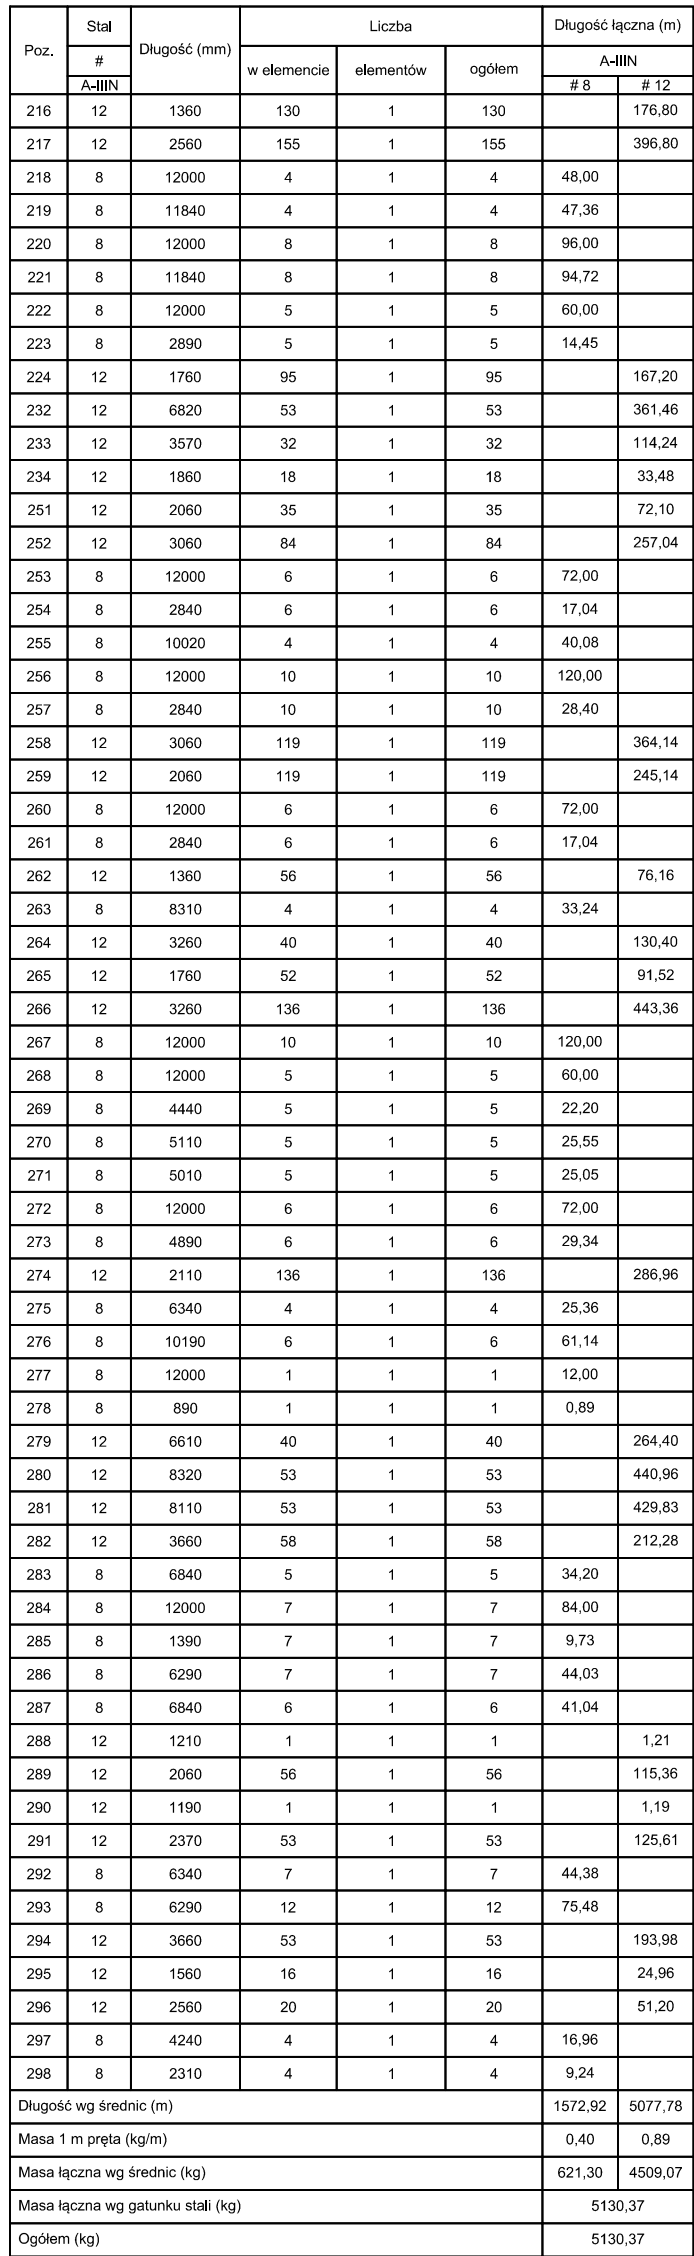 Poz. Stal Długość (mm) Liczba Długość łączna (m)
# w elemencie elementów ogółem A-IIIN
A-IIIN # 8 # 12
216 12 1360 130 1 130 176,80
217 12 2560 155 1 155 396,80
218 8 12000 4 1 4 48,00
219 8 11840 4 1 4 47,36
220 8 12000 8 1 8 96,00
221 8 11840 8 1 8 94,72
222 8 12000 5 1 5 60,00
223 8 2890 5 1 5 14,45
224 12 1760 95 1 95 167,20
232 12 6820 53 1 53 361,46
233 12 3570 32 1 32 114,24
234 12 1860 18 1 18 33,48
251 12 2060 35 1 35 72,10
252 12 3060 84 1 84 257,04
253 8 12000 6 1 6 72,00
254 8 2840 6 1 6 17,04
255 8 10020 4 1 4 40,08
256 8 12000 10 1 10 120,00
257 8 2840 10 1 10 28,40
258 12 3060 119 1 119 364,14
259 12 2060 119 1 119 245,14
260 8 12000 6 1 6 72,00
261 8 2840 6 1 6 17,04
262 12 1360 56 1 56 76,16
263 8 8310 4 1 4 33,24
264 12 3260 40 1 40 130,40
265 12 1760 52 1 52 91,52
266 12 3260 136 1 136 443,36
267 8 12000 10 1 10 120,00
268 8 12000 5 1 5 60,00
269 8 4440 5 1 5 22,20
270 8 5110 5 1 5 25,55
271 8 5010 5 1 5 25,05
272 8 12000 6 1 6 72,00
273 8 4890 6 1 6 29,34
274 12 2110 136 1 136 286,96
275 8 6340 4 1 4 25,36
276 8 10190 6 1 6 61,14
277 8 12000 1 1 1 12,00
278 8 890 1 1 1 0,89
279 12 6610 40 1 40 264,40
280 12 8320 53 1 53 440,96
281 12 8110 53 1 53 429,83
282 12 3660 58 1 58 212,28
283 8 6840 5 1 5 34,20
284 8 12000 7 1 7 84,00
285 8 1390 7 1 7 9,73
286 8 6290 7 1 7 44,03
287 8 6840 6 1 6 41,04
288 12 1210 1 1 1 1,21
289 12 2060 56 1 56 115,36
290 12 1190 1 1 1 1,19
291 12 2370 53 1 53 125,61
292 8 6340 7 1 7 44,38
293 8 6290 12 1 12 75,48
294 12 3660 53 1 53 193,98
295 12 1560 16 1 16 24,96
296 12 2560 20 1 20 51,20
297 8 4240 4 1 4 16,96
298 8 2310 4 1 4 9,24
Długość wg średnic (m) 1572,92 5077,78
Masa 1 m pręta (kg/m) 0,40 0,89
Masa łączna wg średnic (kg) 621,30 4509,07
Masa łączna wg gatunku stali (kg) 5130,37
Ogółem (kg) 5130,37